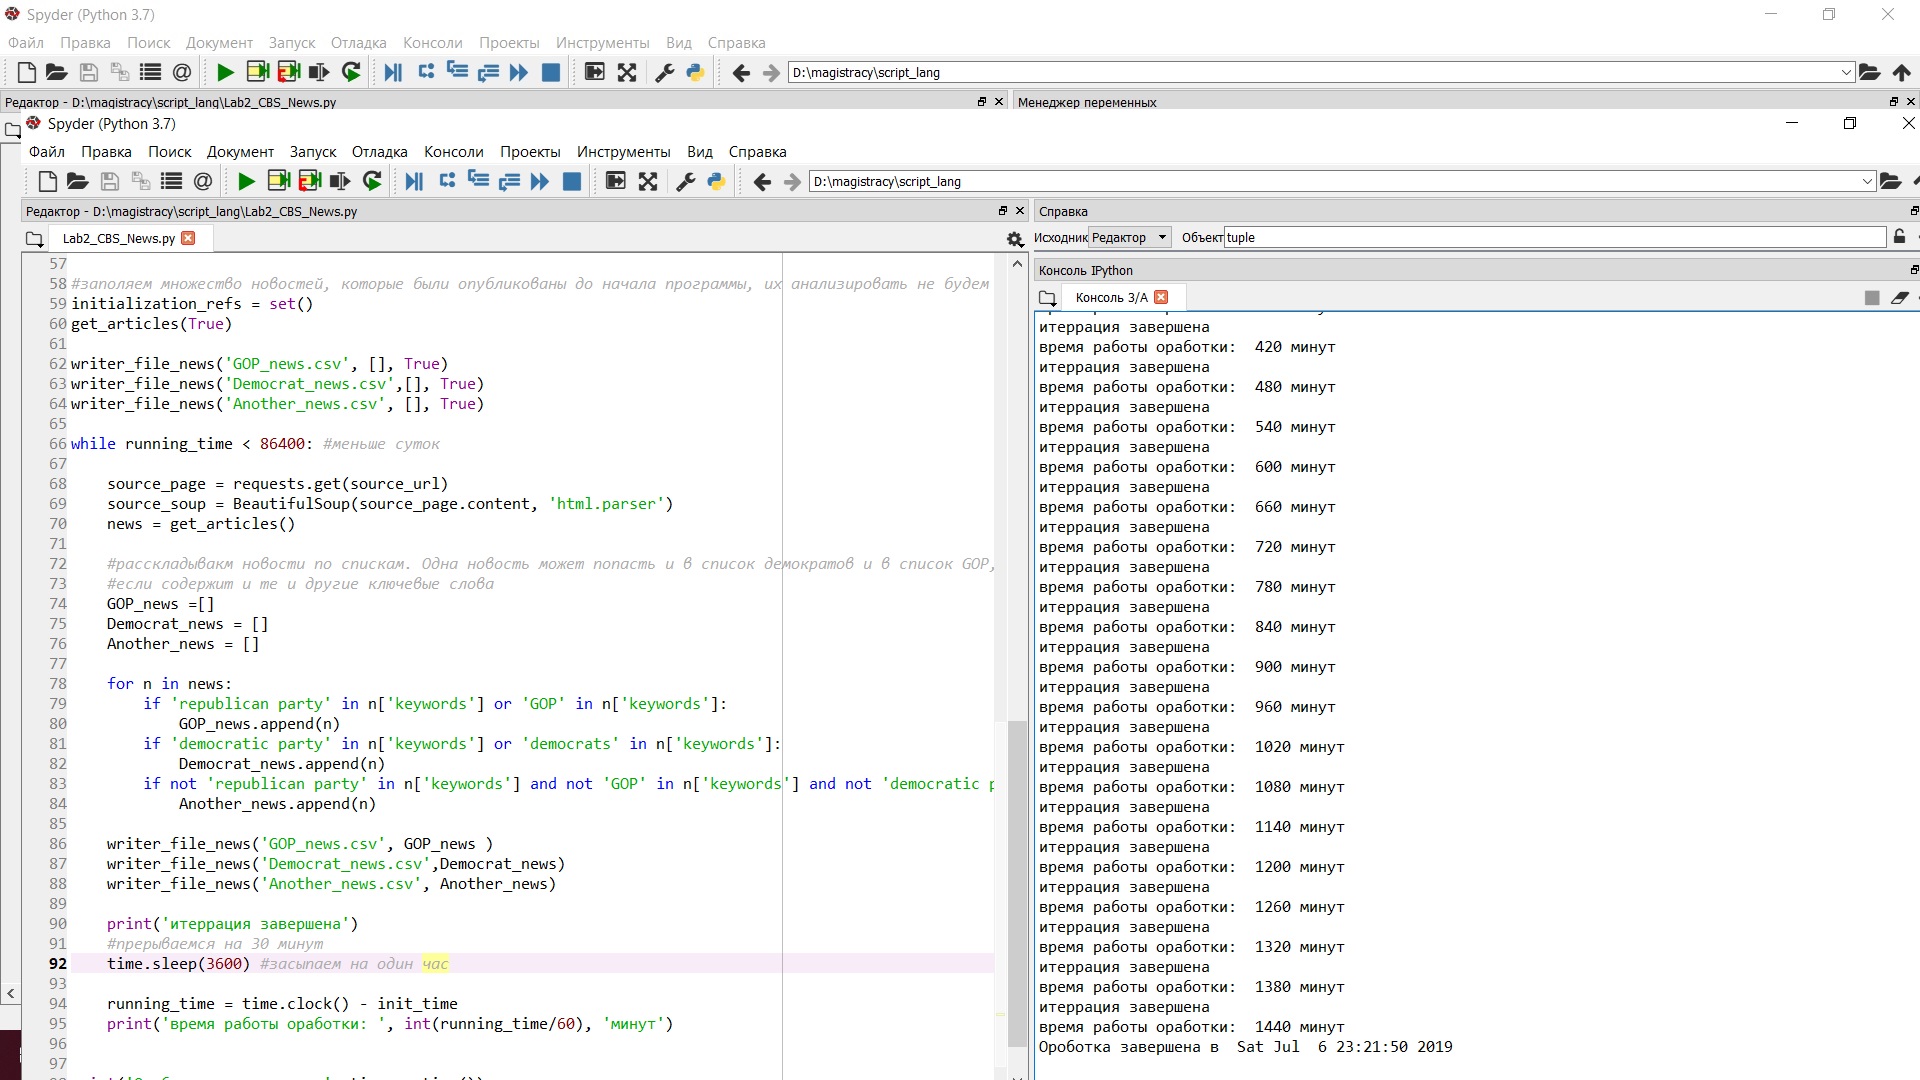 Spyder (Python 3.7)
Файл Правка Поиск Документ Запуск Отладка Консоли Проекты Инструменты Вид Справка
D:\magistracy\script_lang
Редактор - D:\magistracy\script_lang\Lab2_CBS_News.py
Менеджер переменных
Spyder (Python 3.7)
Файл Правка Поиск Документ Запуск Отладка Консоли Проекты Инструменты Вид Справка
D:\magistracy\script_lang
Редактор - D:\magistracy\script_lang\Lab2_CBS_News.py
Lab2_CBS_News.py
57
58 #заполяем множество новостей, которые были опубликованы до начала программы, их анализировать не будем
59 initialization_refs = set()
60 get_articles(True)
61
62 writer_file_news('GOP_news.csv', [], True)
63 writer_file_news('Democrat_news.csv',[], True)
64 writer_file_news('Another_news.csv', [], True)
65
66 while running_time < 86400: #меньше суток
67
68 source_page = requests.get(source_url)
69 source_soup = BeautifulSoup(source_page.content, 'html.parser')
70 news = get_articles()
71
72 #расскладывакм новости по спискам. Одна новость может попасть и в список демократов и в список GOP,
73 #если содержит и те и другие ключевые слова
74 GOP_news =[]
75 Democrat_news = []
76 Another_news = []
77
78 for n in news:
79 if 'republican party' in n['keywords'] or 'GOP' in n['keywords']:
80 GOP_news.append(n)
81 if 'democratic party' in n['keywords'] or 'democrats' in n['keywords']:
82 Democrat_news.append(n)
83 if not 'republican party' in n['keywords'] and not 'GOP' in n['keywords'] and not 'democratic
84 Another_news.append(n)
85
86 writer_file_news('GOP_news.csv', GOP_news )
87 writer_file_news('Democrat_news.csv',Democrat_news)
88 writer_file_news('Another_news.csv', Another_news)
89
90 print('итеррация завершена')
91 #прерываемся на 30 минут
92 time.sleep(3600) #засыпаем на один час
93
94 running_time = time.clock() - init_time
95 print('время работы оработки: ', int(running_time/60), 'минут')
96
97
Справка
Исходник Редактор Объект tuple
Консоль IPython
Консоль 3/A
итеррация завершена
время работы оработки: 420 минут
итеррация завершена
время работы оработки: 480 минут
итеррация завершена
время работы оработки: 540 минут
итеррация завершена
время работы оработки: 600 минут
итеррация завершена
время работы оработки: 660 минут
итеррация завершена
время работы оработки: 720 минут
итеррация завершена
время работы оработки: 780 минут
итеррация завершена
время работы оработки: 840 минут
итеррация завершена
время работы оработки: 900 минут
итеррация завершена
время работы оработки: 960 минут
итеррация завершена
время работы оработки: 1020 минут
итеррация завершена
время работы оработки: 1080 минут
итеррация завершена
время работы оработки: 1140 минут
итеррация завершена
время работы оработки: 1200 минут
итеррация завершена
время работы оработки: 1260 минут
итеррация завершена
время работы оработки: 1320 минут
итеррация завершена
время работы оработки: 1380 минут
итеррация завершена
время работы оработки: 1440 минут
Ороботка завершена в Sat Jul 6 23:21:50 2019